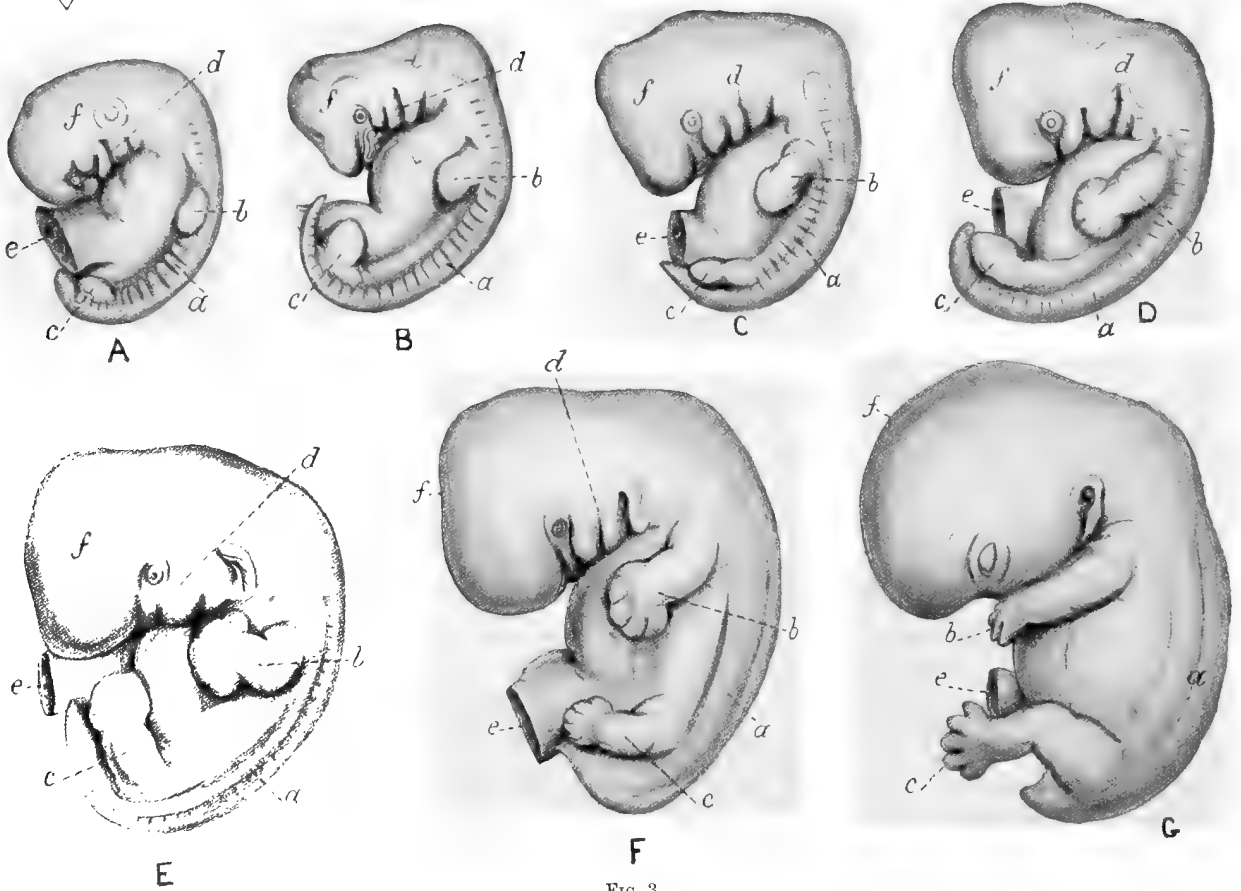 f d b e a c
A
f d b a c
B
f d b e a c
C
f d e b c a
D
f d e b c a
E
d f b e a c
F
f b e a c
G
FIG. 3